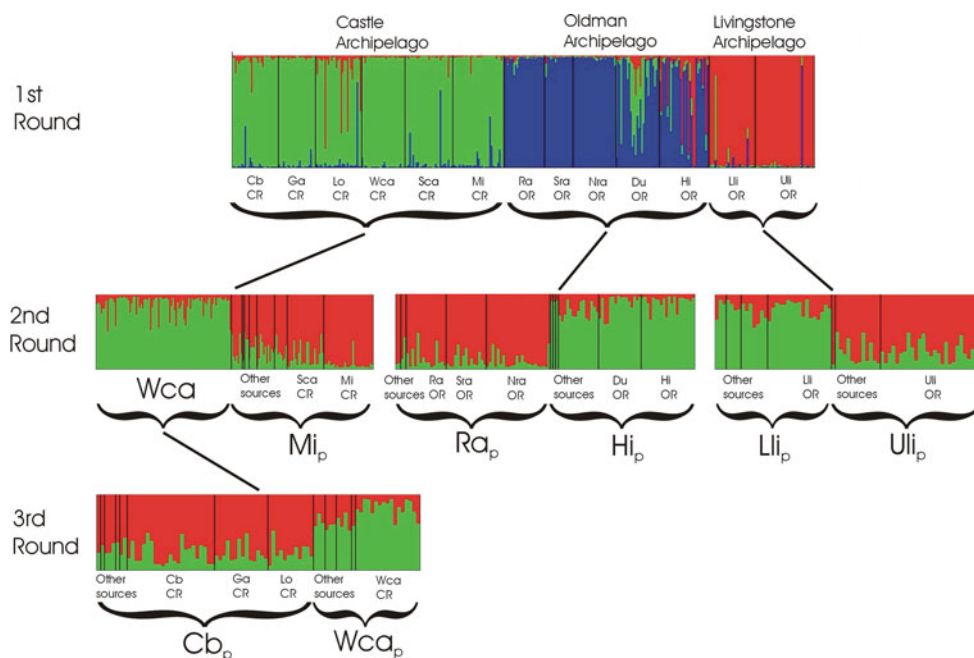 Castle
Archipelago
Oldman
Archipelago
Livingstone
Archipelago
1st
Round
Cb
CR
Ga
CR
Lo
CR
Wca
CR
Sca
CR
Mi
CR
Ra
OR
Sra
OR
Nra
OR
Du
OR
Hi
OR
Lli
OR
Uli
OR
2nd
Round
Wca
Other
sources
Sca
CR
Mi
CR
Mip
Other
sources
Ra
OR
Sra
OR
Nra
OR
Rap
Other
sources
Du
OR
Hi
OR
Hip
Other
sources
Lli
OR
Llip
Other
sources
Uli
OR
Ulip
3rd
Round
Other
sources
Cb
CR
Ga
CR
Lo
CR
Cbp
Other
sources
Wca
CR
Wcap